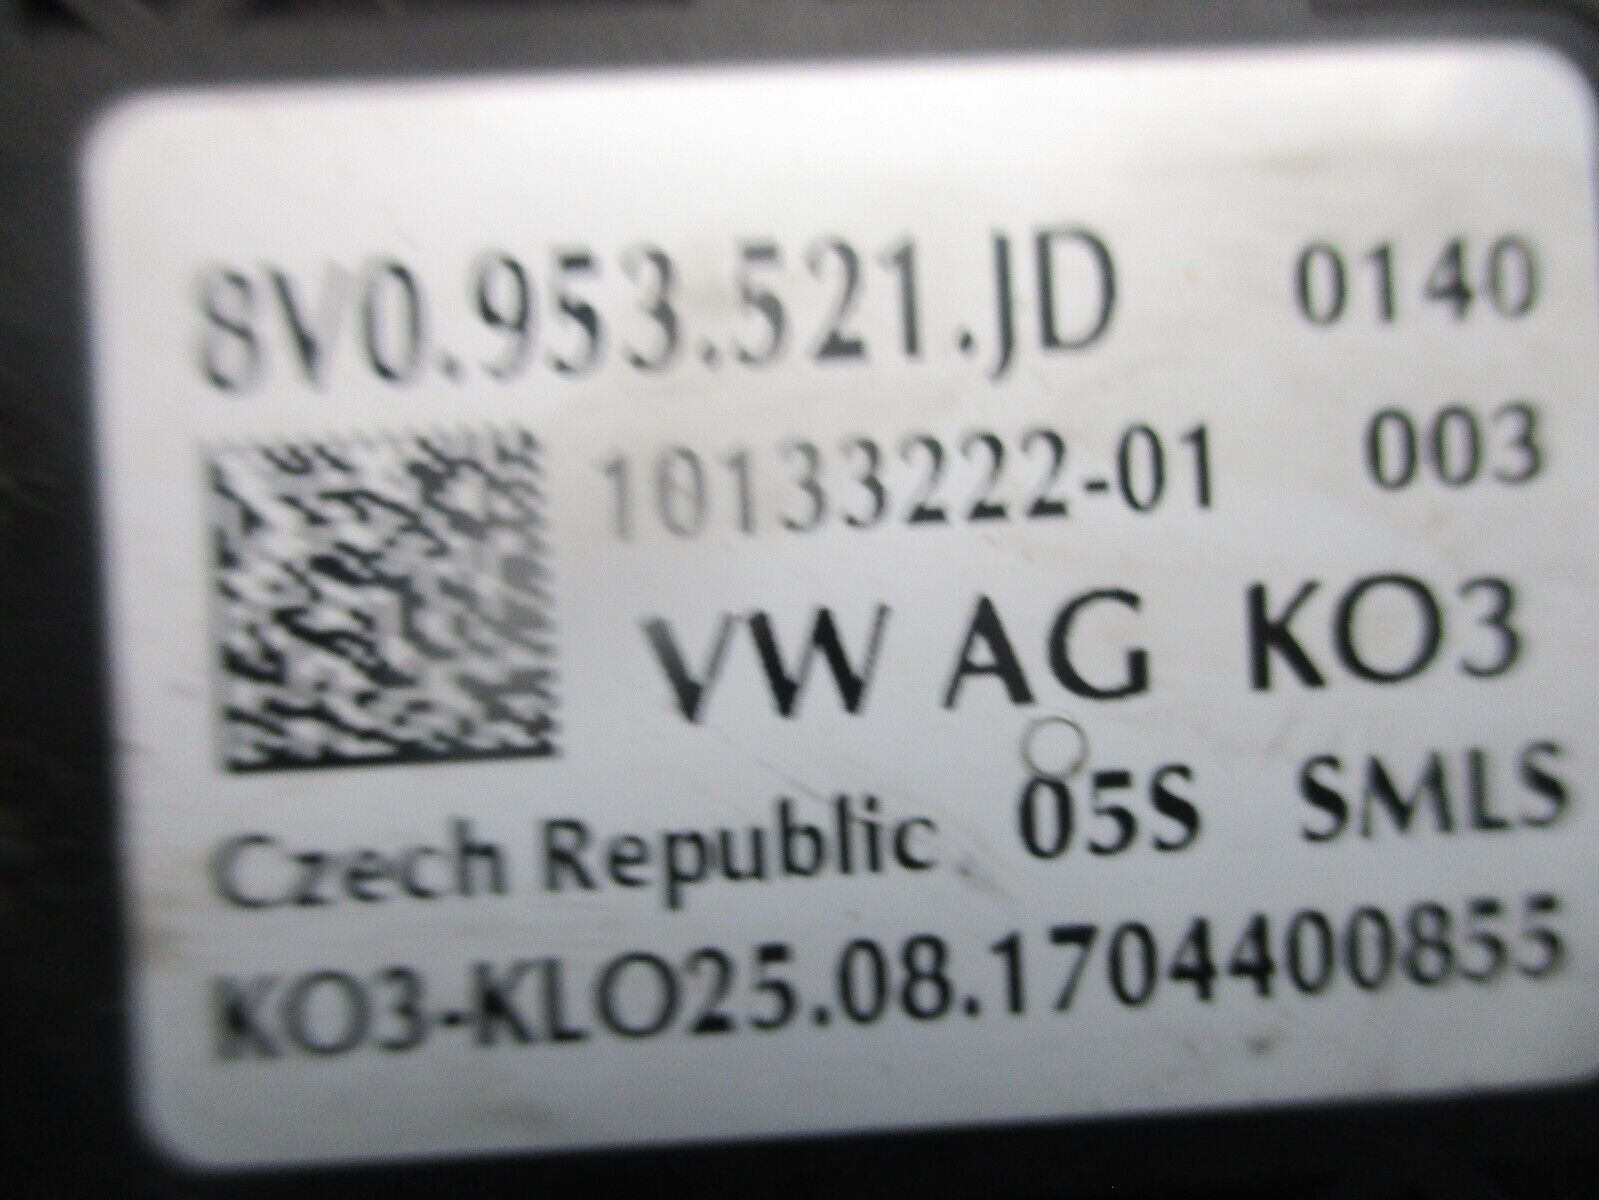 8V0.953.521.JD 0140
10133222-01 003
VW AG KO3
Czech Republic 05S SMLS
KO3-KLO25.08.1704400855